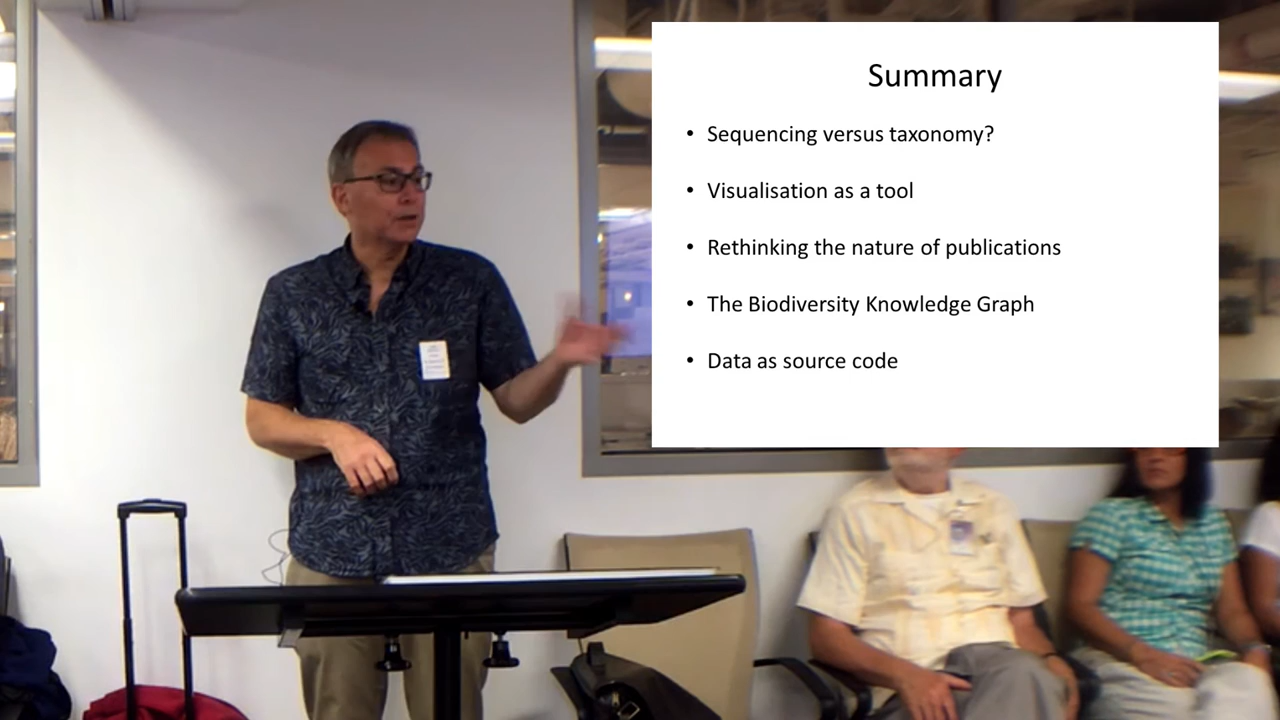 Summary
• Sequencing versus taxonomy?
• Visualisation as a tool
• Rethinking the nature of publications
• The Biodiversity Knowledge Graph
• Data as source code